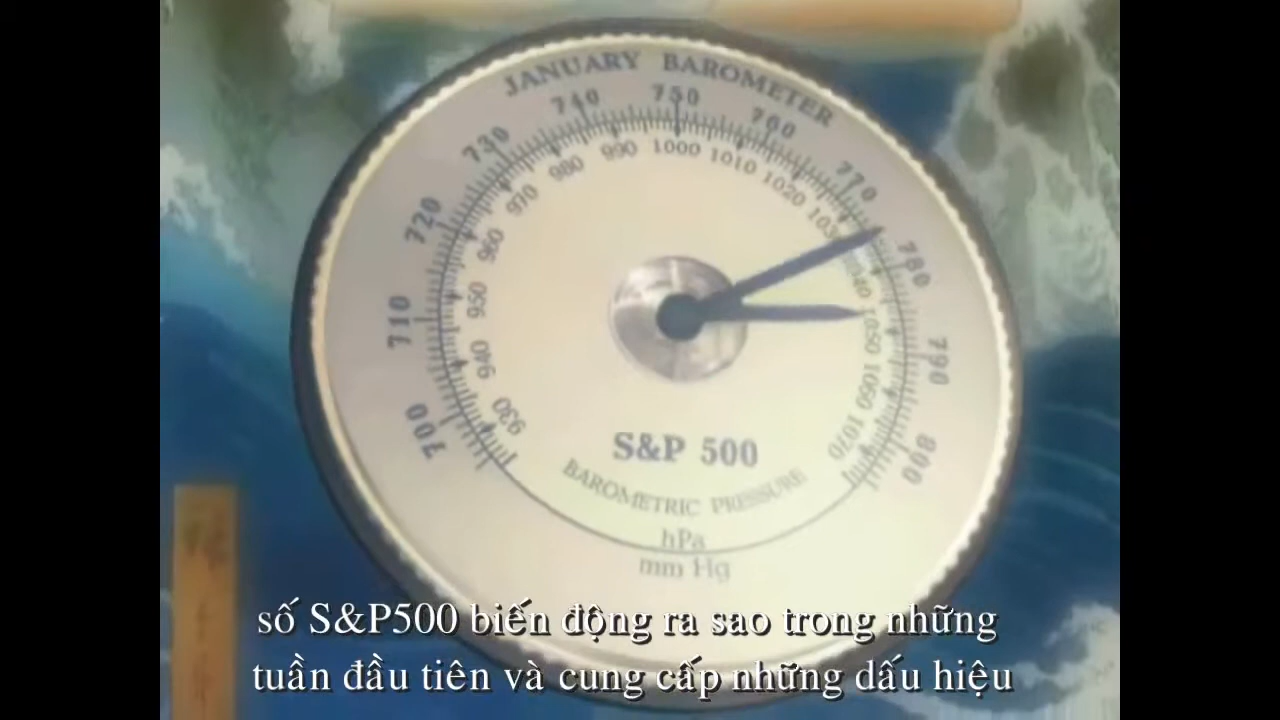 JANUARY BAROMETER
700 710 720 730 740 750 760 770 780 790 800
930 940 950 960 970 980 990 1000 1010 1020 1040 1050 1060 1070
S&P 500
BAROMETRIC PRESSURE
hPa
mm Hg
số S&P500 biến động ra sao trong những
tuần đầu tiên và cung cấp những dấu hiệu